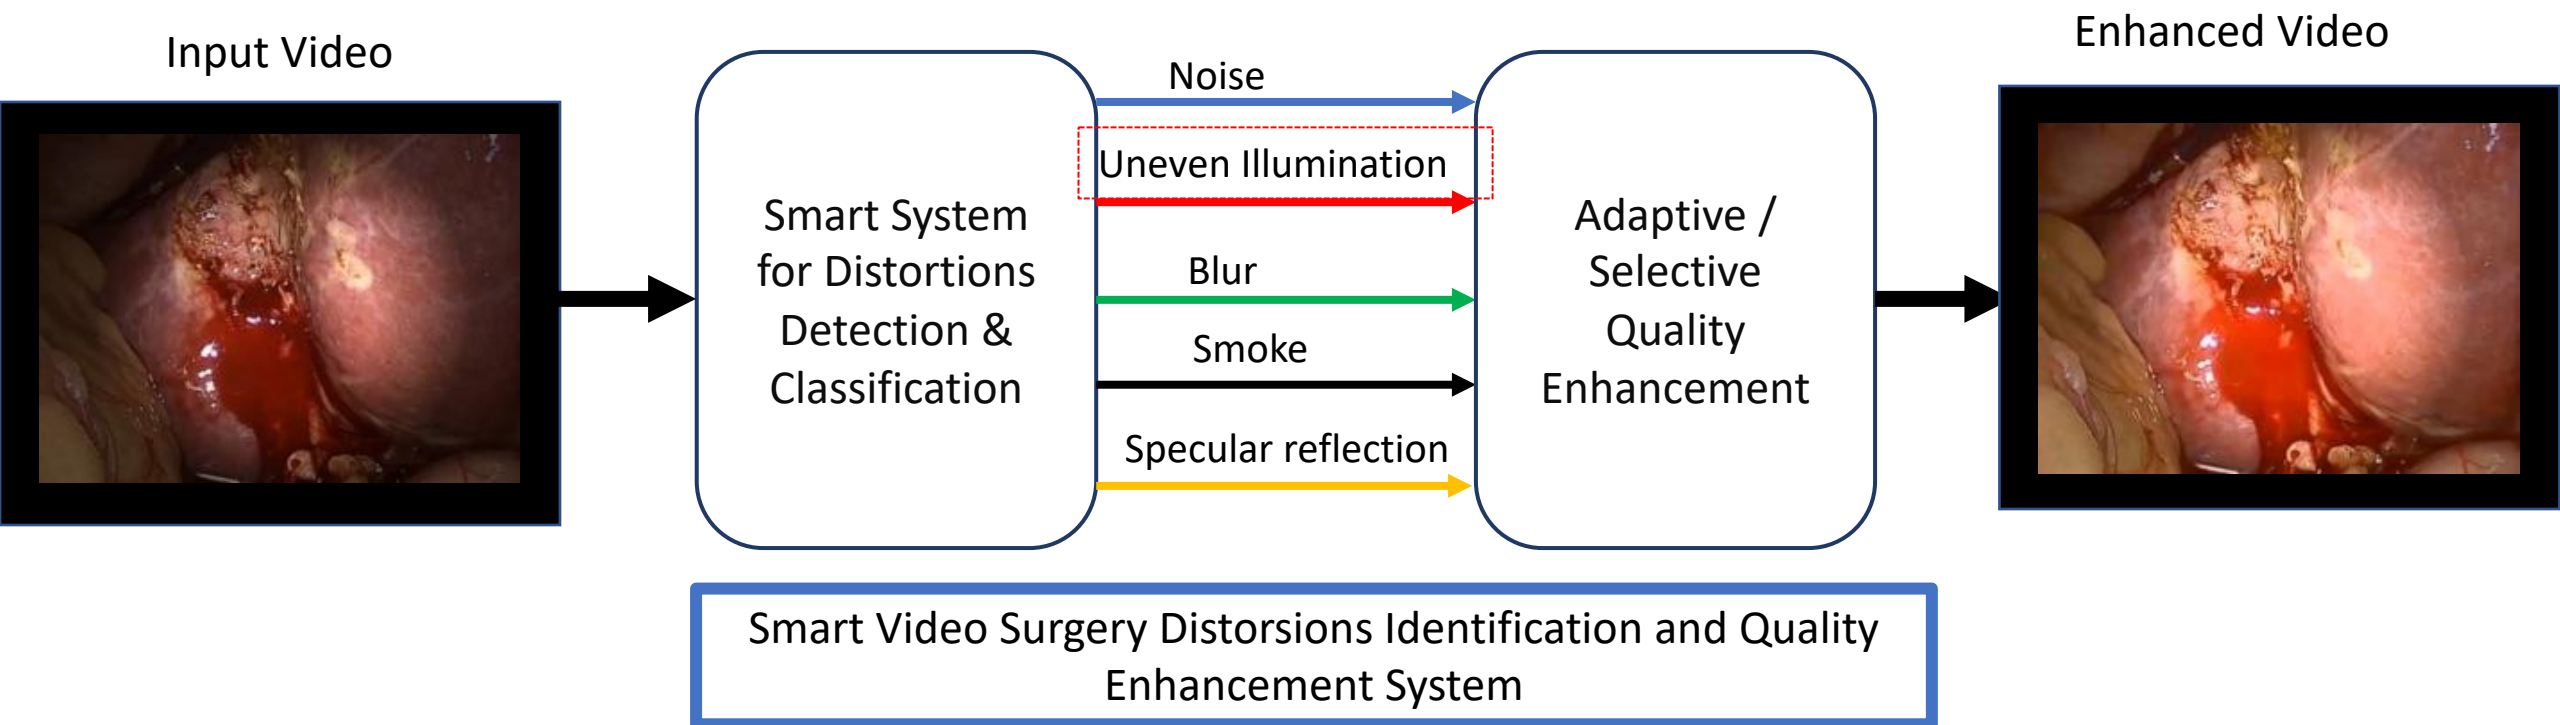 Input Video
Enhanced Video
Smart System
for Distortions
Detection &
Classification
Noise
Uneven Illumination
Blur
Smoke
Specular reflection
Adaptive /
Selective
Quality
Enhancement
Smart Video Surgery Distorsions Identification and Quality
Enhancement System